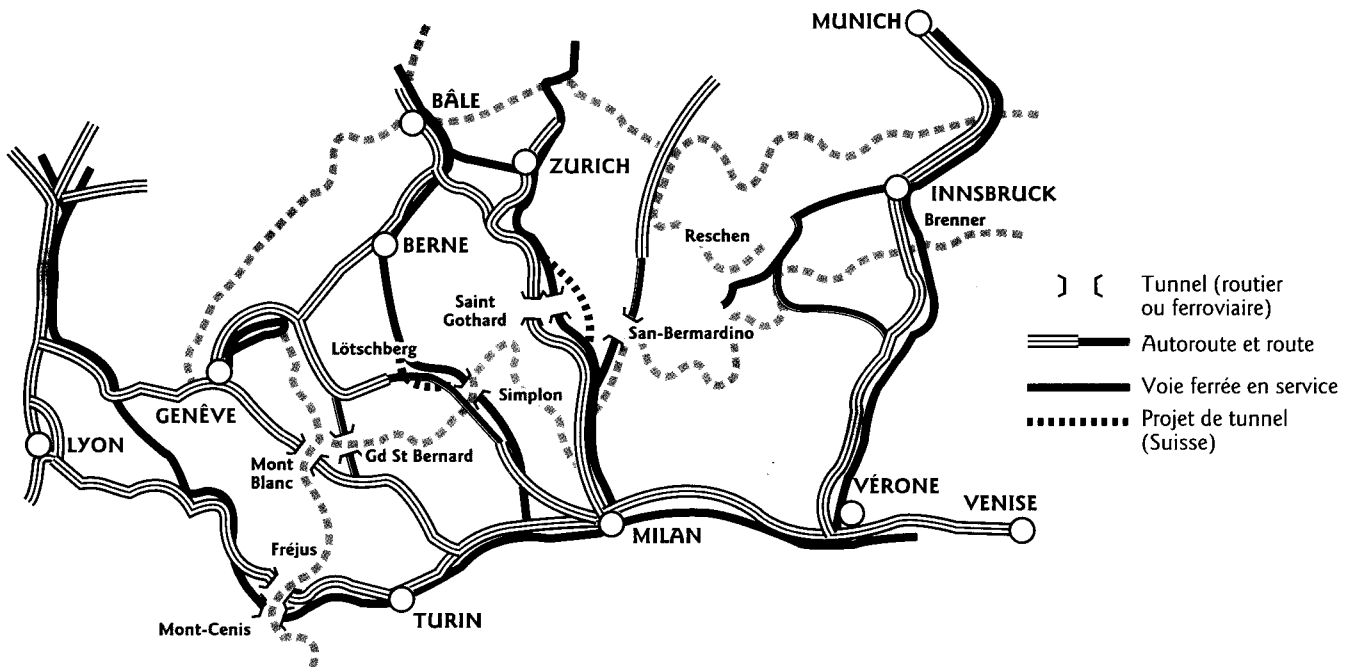 MUNICH
BÂLE
ZURICH
INNSBRUCK
Brenner
Reschen
BERNE
Saint
Gothard
San-Bermardino
Lötschberg
Simplon
GENÊVE
LYON
Mont
Blanc
Gd St Bernard
VÉRONE
VENISE
MILAN
Fréjus
Mont-Cenis
TURIN
Tunnel (routier
ou ferroviaire)
Autoroute et route
Voie ferrée en service
Projet de tunnel
(Suisse)